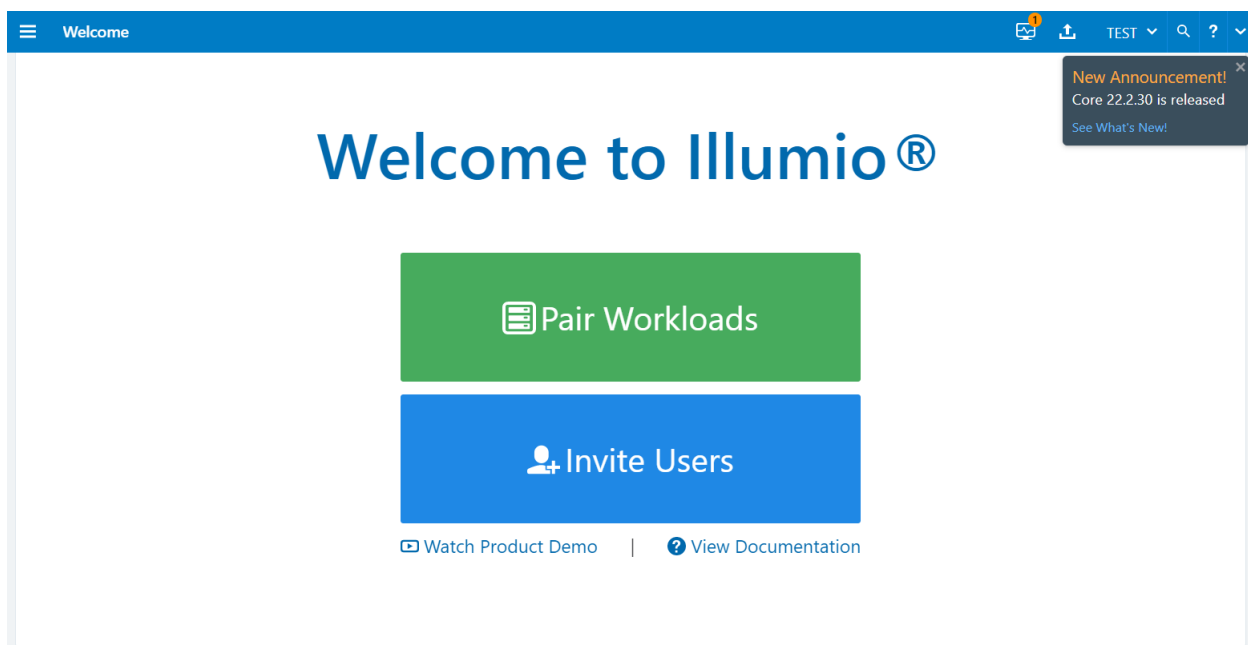 Welcome
1
TEST
?
New Announcement!
Core 22.2.30 is released
See What's New!
Welcome to Illumio®
Pair Workloads
Invite Users
Watch Product Demo | ? View Documentation